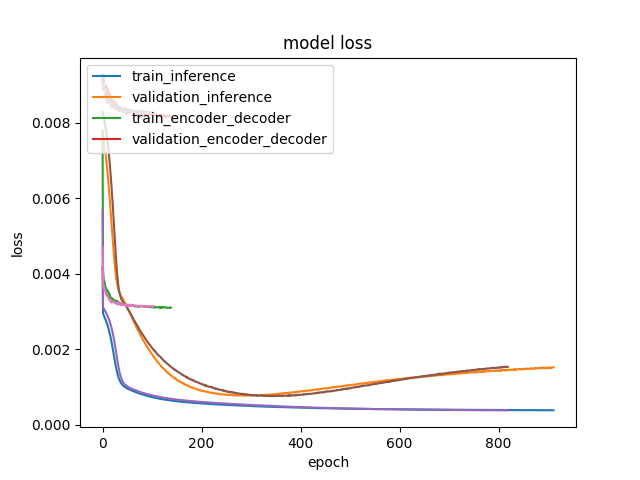 model loss
train_inference
validation_inference
train_encoder_decoder
validation_encoder_decoder
0.008
0.006
0.004
0.002
0.000
loss
0 200 400 600 800
epoch